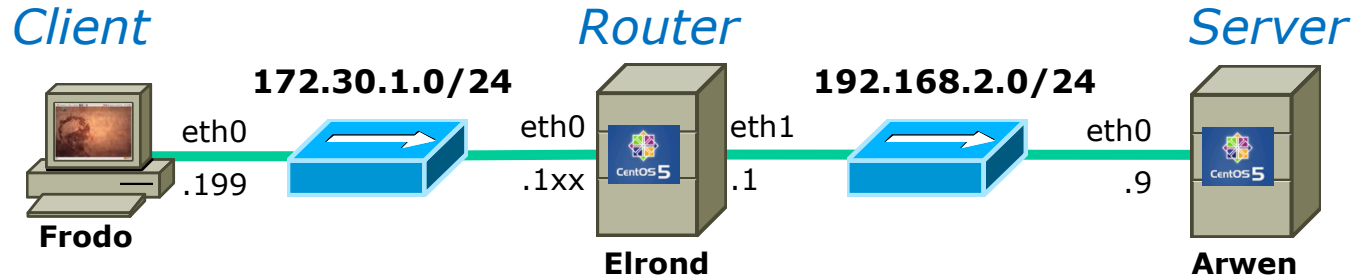 Client
Router
Server
172.30.1.0/24
192.168.2.0/24
eth0
eth0
eth1
eth0
.199
.1xx
.1
.9
CentOS 5
CentOS 5
Frodo
Elrond
Arwen